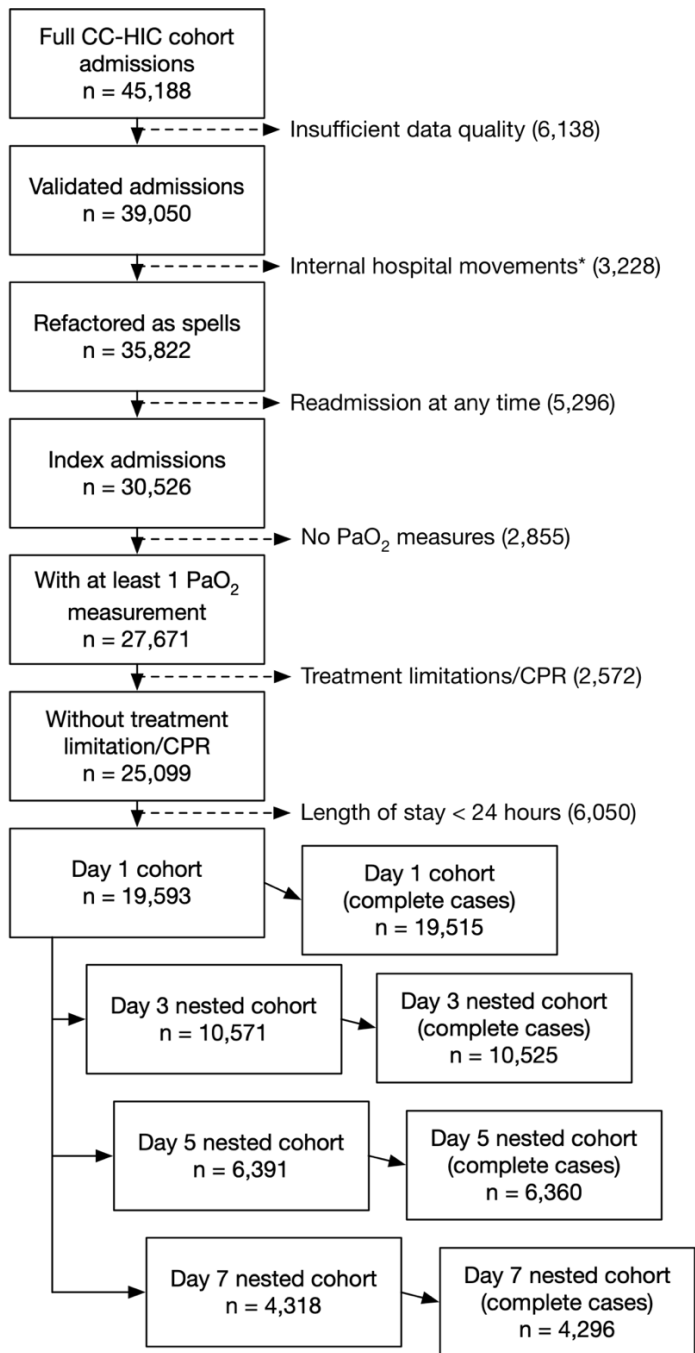 Full CC-HIC cohort
admissions
n = 45,188
Insufficient data quality (6,138)
Validated admissions
n = 39,050
Internal hospital movements* (3,228)
Refactored as spells
n = 35,822
Readmission at any time (5,296)
Index admissions
n = 30,526
No PaO₂ measures (2,855)
With at least 1 PaO₂
measurement
n = 27,671
Treatment limitations/CPR (2,572)
Without treatment
limitation/CPR
n = 25,099
Length of stay < 24 hours (6,050)
Day 1 cohort
n = 19,593
Day 1 cohort
(complete cases)
n = 19,515
Day 3 nested cohort
n = 10,571
Day 3 nested cohort
(complete cases)
n = 10,525
Day 5 nested cohort
n = 6,391
Day 5 nested cohort
(complete cases)
n = 6,360
Day 7 nested cohort
n = 4,318
Day 7 nested cohort
(complete cases)
n = 4,296